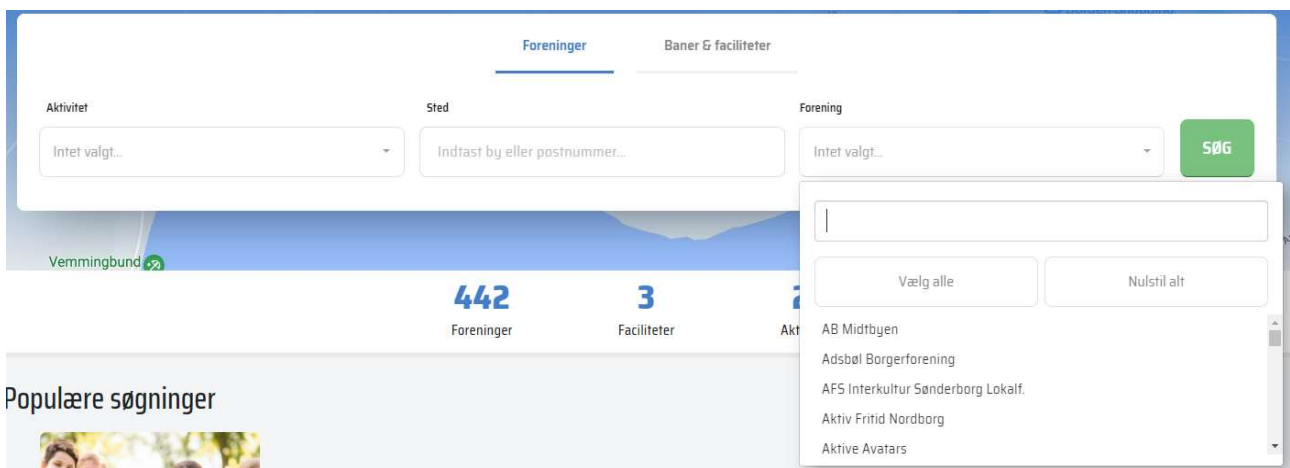 Foreninger
Baner & faciliteter
Aktivitet
Sted
Forening
Intet valgt...
Indtast by eller postnummer...
Intet valgt...
SØG
Vemmingbund
Vælg alle
Nulstil alt
442
3
Foreninger
Faciliteter
Akt
AB Midtbyen
Adsbøl Borgerforening
AFS Interkultur Sønderborg Lokalf.
Aktiv Fritid Nordborg
Aktive Avatars
Populære søgninger